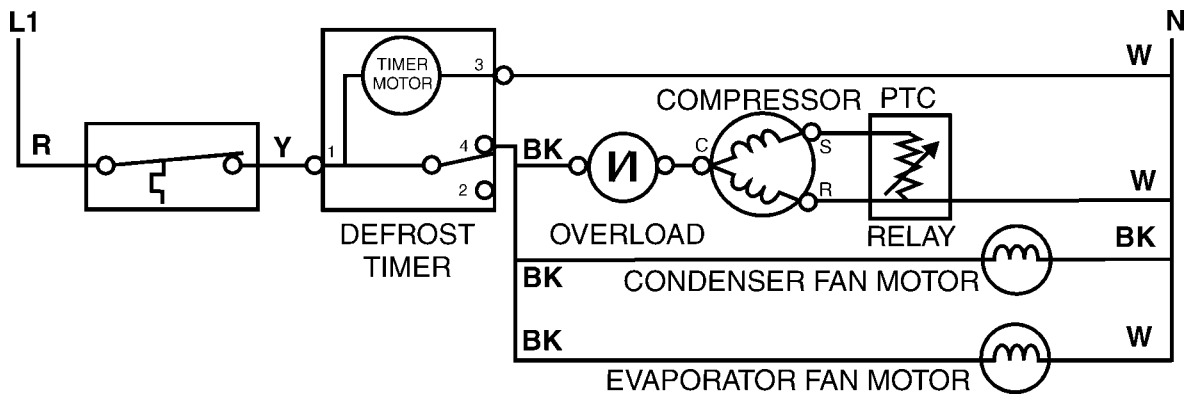 L1
N
TIMER
MOTOR
3
W
COMPRESSOR
PTC
R
Y
1
4
BK
C
S
2
R
W
DEFROST
TIMER
OVERLOAD
RELAY
BK
BK
CONDENSER FAN MOTOR
BK
W
EVAPORATOR FAN MOTOR